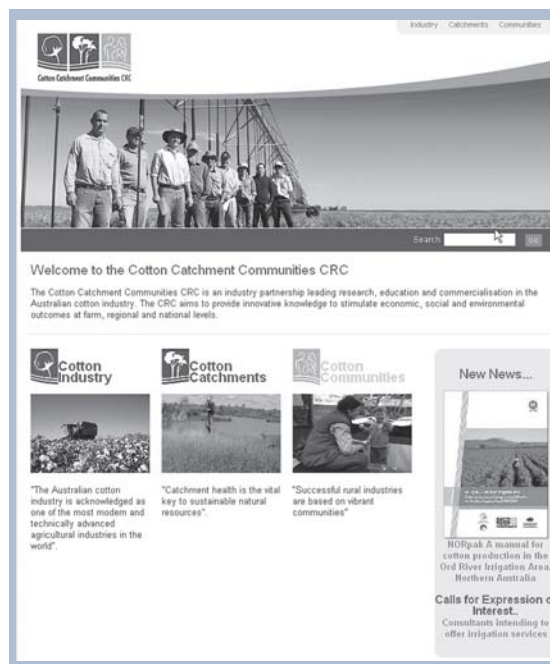 Industry Catchments Communities
Cotton Catchment Communities CRC
Search GO
Welcome to the Cotton Catchment Communities CRC
The Cotton Catchment Communities CRC is an industry partnership leading research, education and commercialisation in the
Australian cotton industry. The CRC aims to provide innovative knowledge to stimulate economic, social and environmental
outcomes at farm, regional and national levels.
Cotton
Industry
"The Australian cotton
industry is acknowledged as
one of the most modern and
technically advanced
agricultural industries in the
world".
Cotton
Catchments
"Catchment health is the vital
key to sustainable natural
resources".
Cotton
Communities
"Successful rural industries
are based on vibrant
communities"
New News...
NORpak A manual for
cotton production in the
Ord River Irrigation Area,
Northern Australia
Calls for Expression o
Interest..
Consultants intending to
offer irrigation services